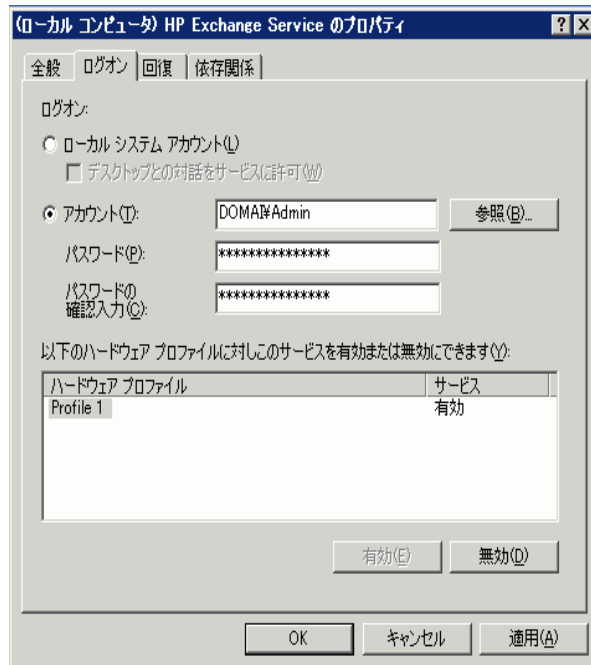 (ローカル コンピュータ) HP Exchange Service のプロパティ
全般 ログオン 回復 依存関係
ログオン:
ローカル システム アカウント(L)
デスクトップとの対話をサービスに許可(W)
アカウント(T): DOMAI¥Admin 参照(B)...
パスワード(P): ***************
パスワードの
確認入力(C): ***************
以下のハードウェア プロファイルに対しこのサービスを有効または無効にできます(Y):
ハードウェア プロファイル サービス
Profile 1 有効
有効(E) 無効(D)
OK キャンセル 適用(A)